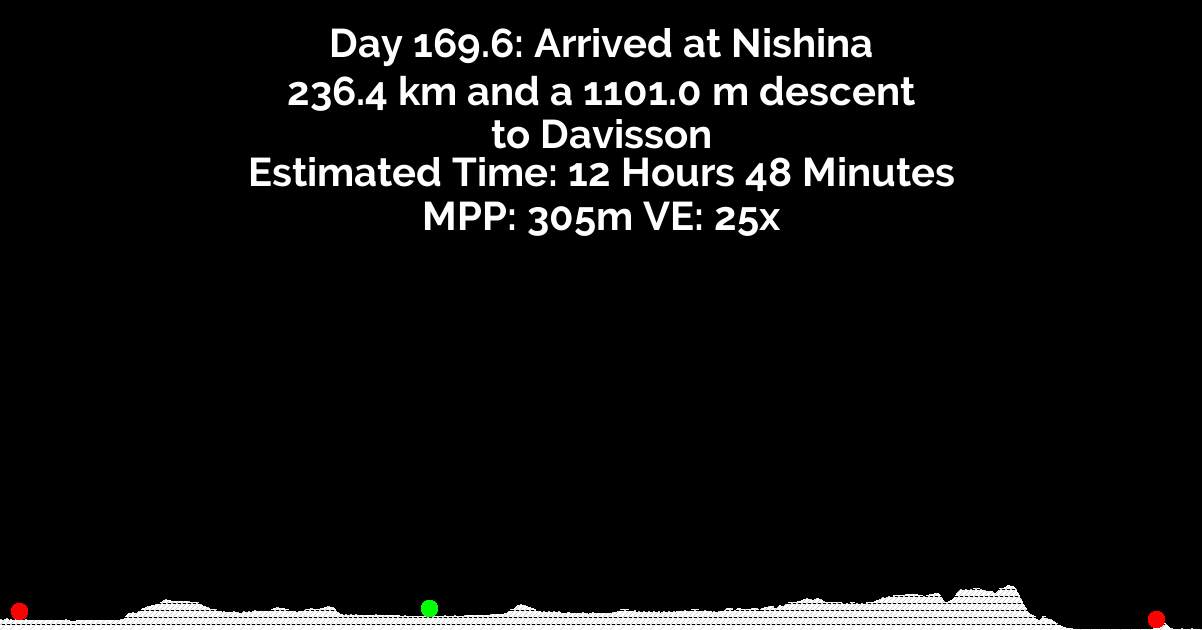 Day 169.6: Arrived at Nishina
236.4 km and a 1101.0 m descent
to Davisson
Estimated Time: 12 Hours 48 Minutes
MPP: 305m VE: 25x